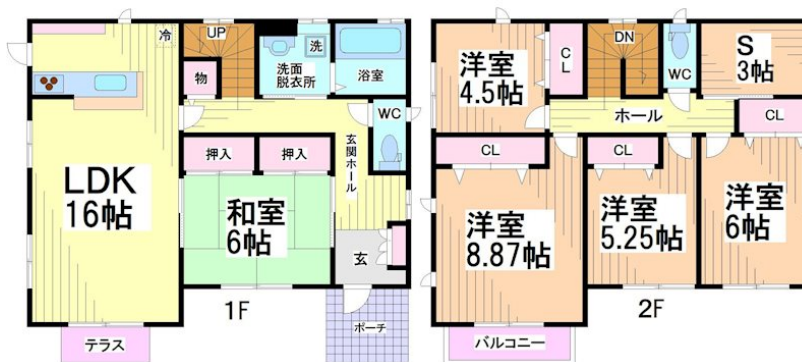 冷
UP
洗
洗面
脱衣所
浴室
物
WC
押入
押入
玄関ホール
LDK
16帖
和室
6帖
玄
1F
テラス
ポーチ
洋室
4.5帖
CL
DN
WC
S
3帖
ホール
CL
CL
CL
洋室
8.87帖
洋室
5.25帖
洋室
6帖
2F
バルコニー